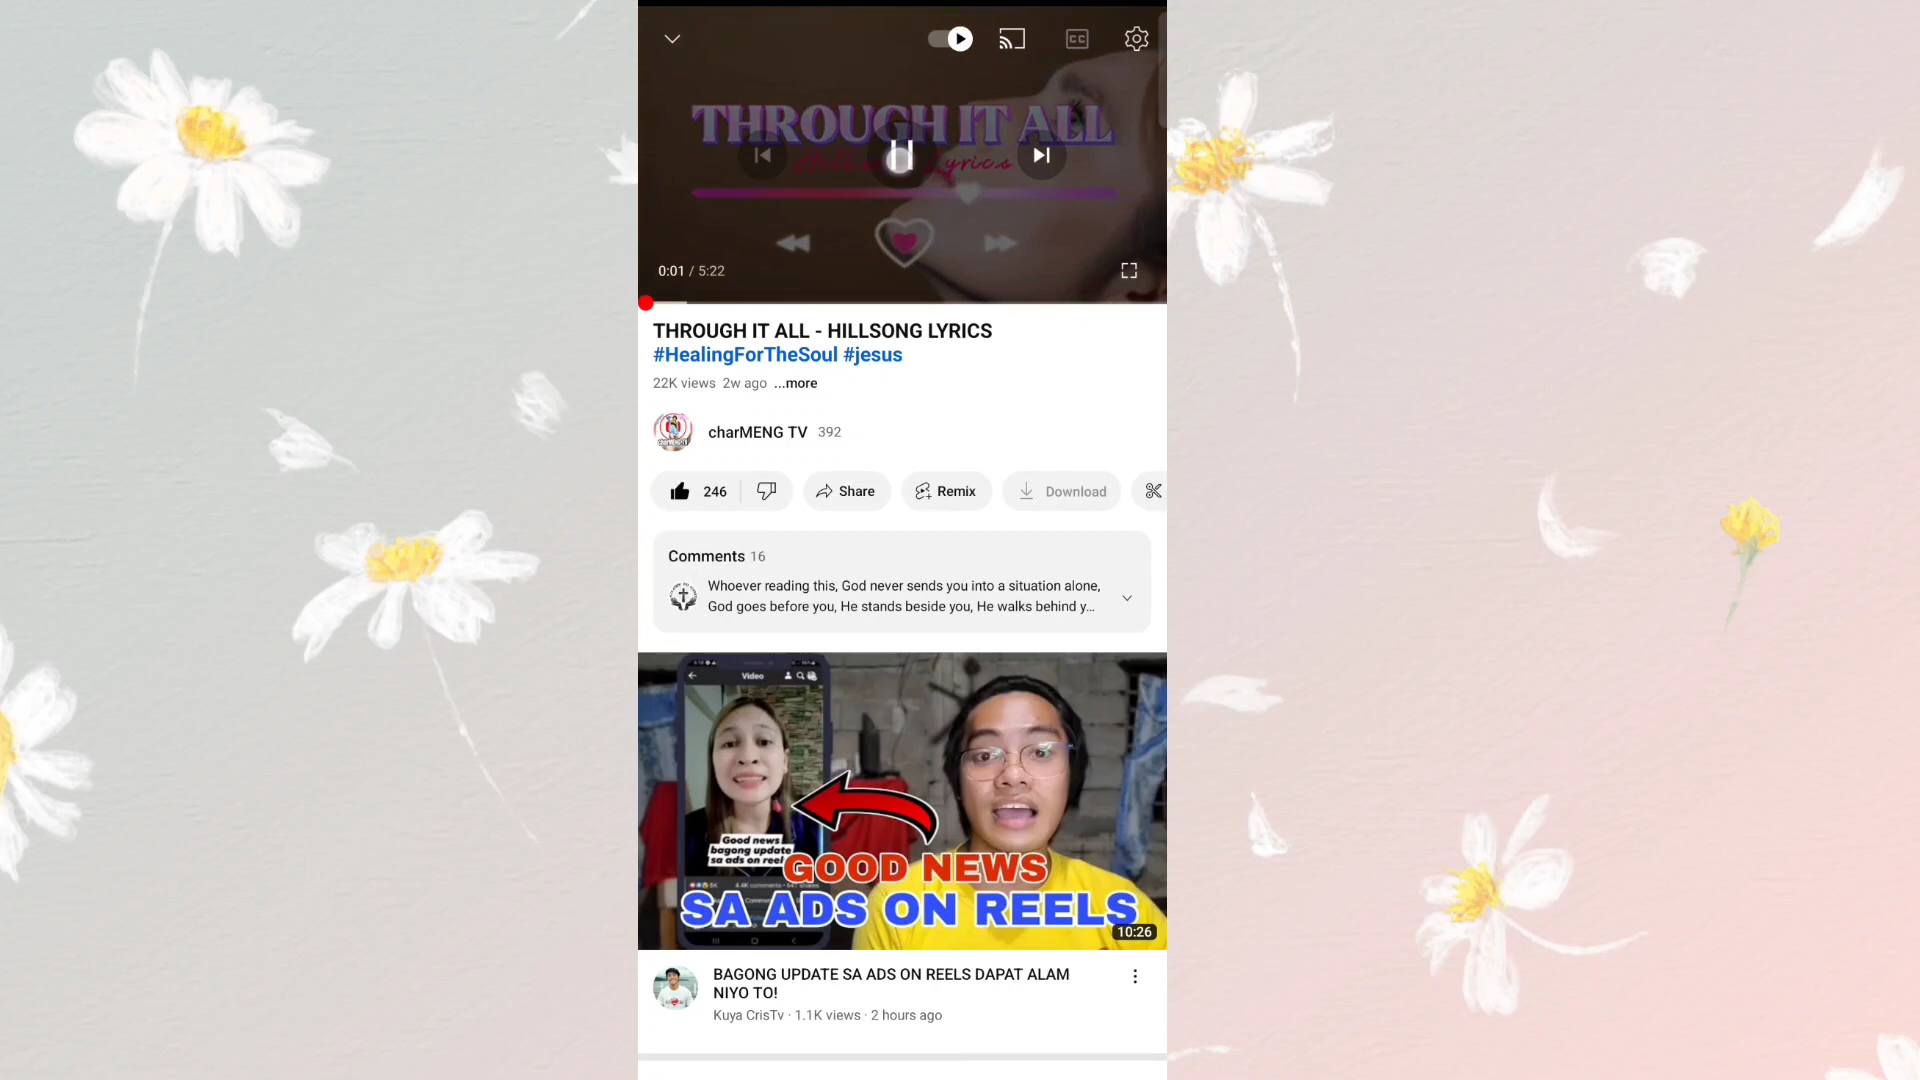 THROUGH IT ALL
Lyrics
0:01 / 5:22
THROUGH IT ALL - HILLSONG LYRICS
#HealingForTheSoul #jesus
22K views 2w ago ...more
charMENG TV 392
246 Share Remix Download
Comments 16
Whoever reading this, God never sends you into a situation alone,
God goes before you, He stands beside you, He walks behind y...
Video
Good news
bagong update
sa ads on reel
GOOD NEWS
SA ADS ON REELS
10:26
BAGONG UPDATE SA ADS ON REELS DAPAT ALAM
NIYO TO!
Kuya CrisTv · 1.1K views · 2 hours ago